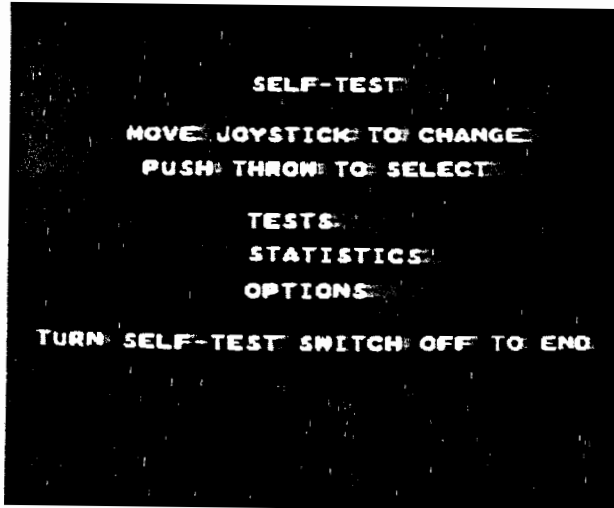 SELF-TEST
MOVE JOYSTICK TO CHANGE
PUSH THROW TO SELECT
TESTS
STATISTICS
OPTIONS
TURN SELF-TEST SWITCH OFF TO END